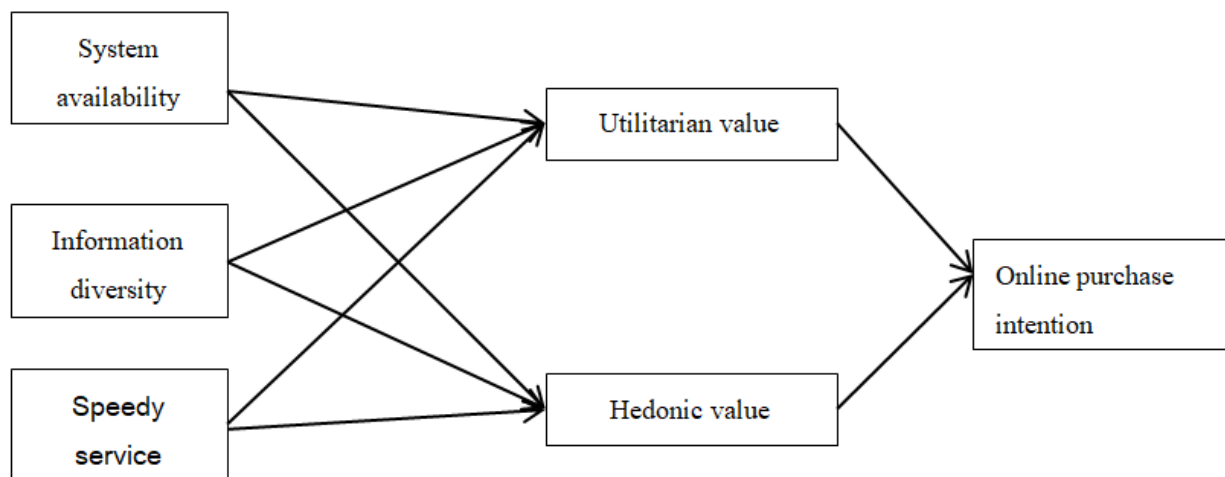 System
availability
Utilitarian value
Information
diversity
Online purchase
intention
Speedy
service
Hedonic value